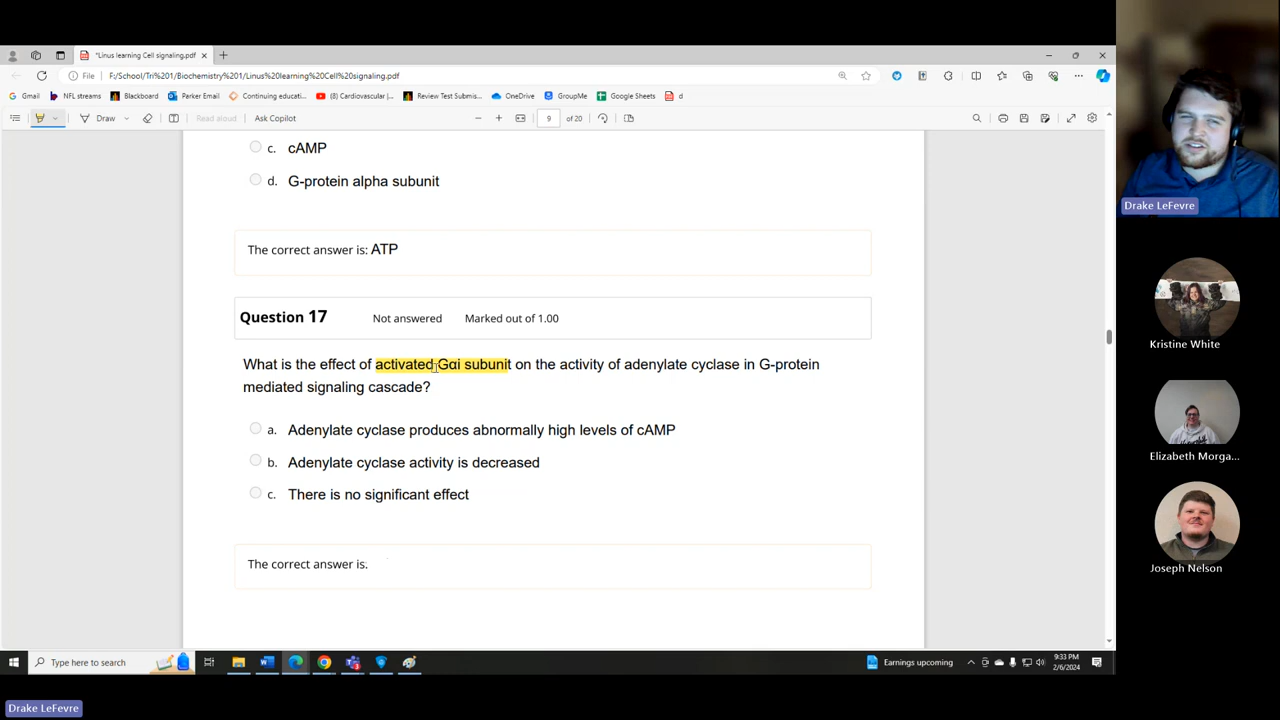 *Linus learning Cell signaling.pdf
File
F:/School/Tri%201/Biochemistry%201/Linus%20learning%20Cell%20signaling.pdf
Gmail
NFL streams
Blackboard
Parker Email
Continuing educati...
(8) Cardiovascular |...
Review Test Submis...
OneDrive
GroupMe
Google Sheets
d
Draw
Read aloud
Ask Copilot
9
of 20
c. cAMP
d. G-protein alpha subunit
The correct answer is: ATP
Question 17 Not answered Marked out of 1.00
What is the effect of activated Gαi subunit on the activity of adenylate cyclase in G-protein
mediated signaling cascade?
a. Adenylate cyclase produces abnormally high levels of cAMP
b. Adenylate cyclase activity is decreased
c. There is no significant effect
The correct answer is.
Drake LeFevre
Kristine White
Elizabeth Morga...
Joseph Nelson
Type here to search
Earnings upcoming
9:33 PM
2/6/2024
Drake LeFevre